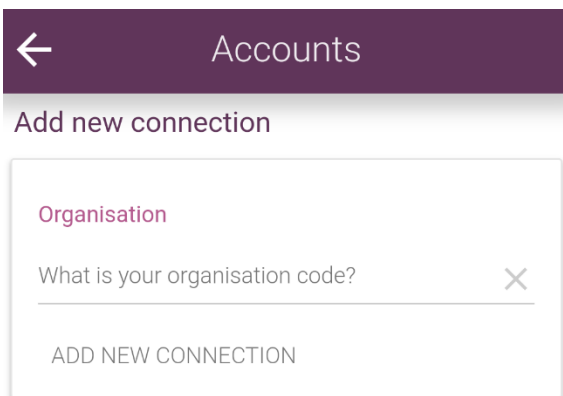 Accounts
Add new connection
Organisation
What is your organisation code?
ADD NEW CONNECTION